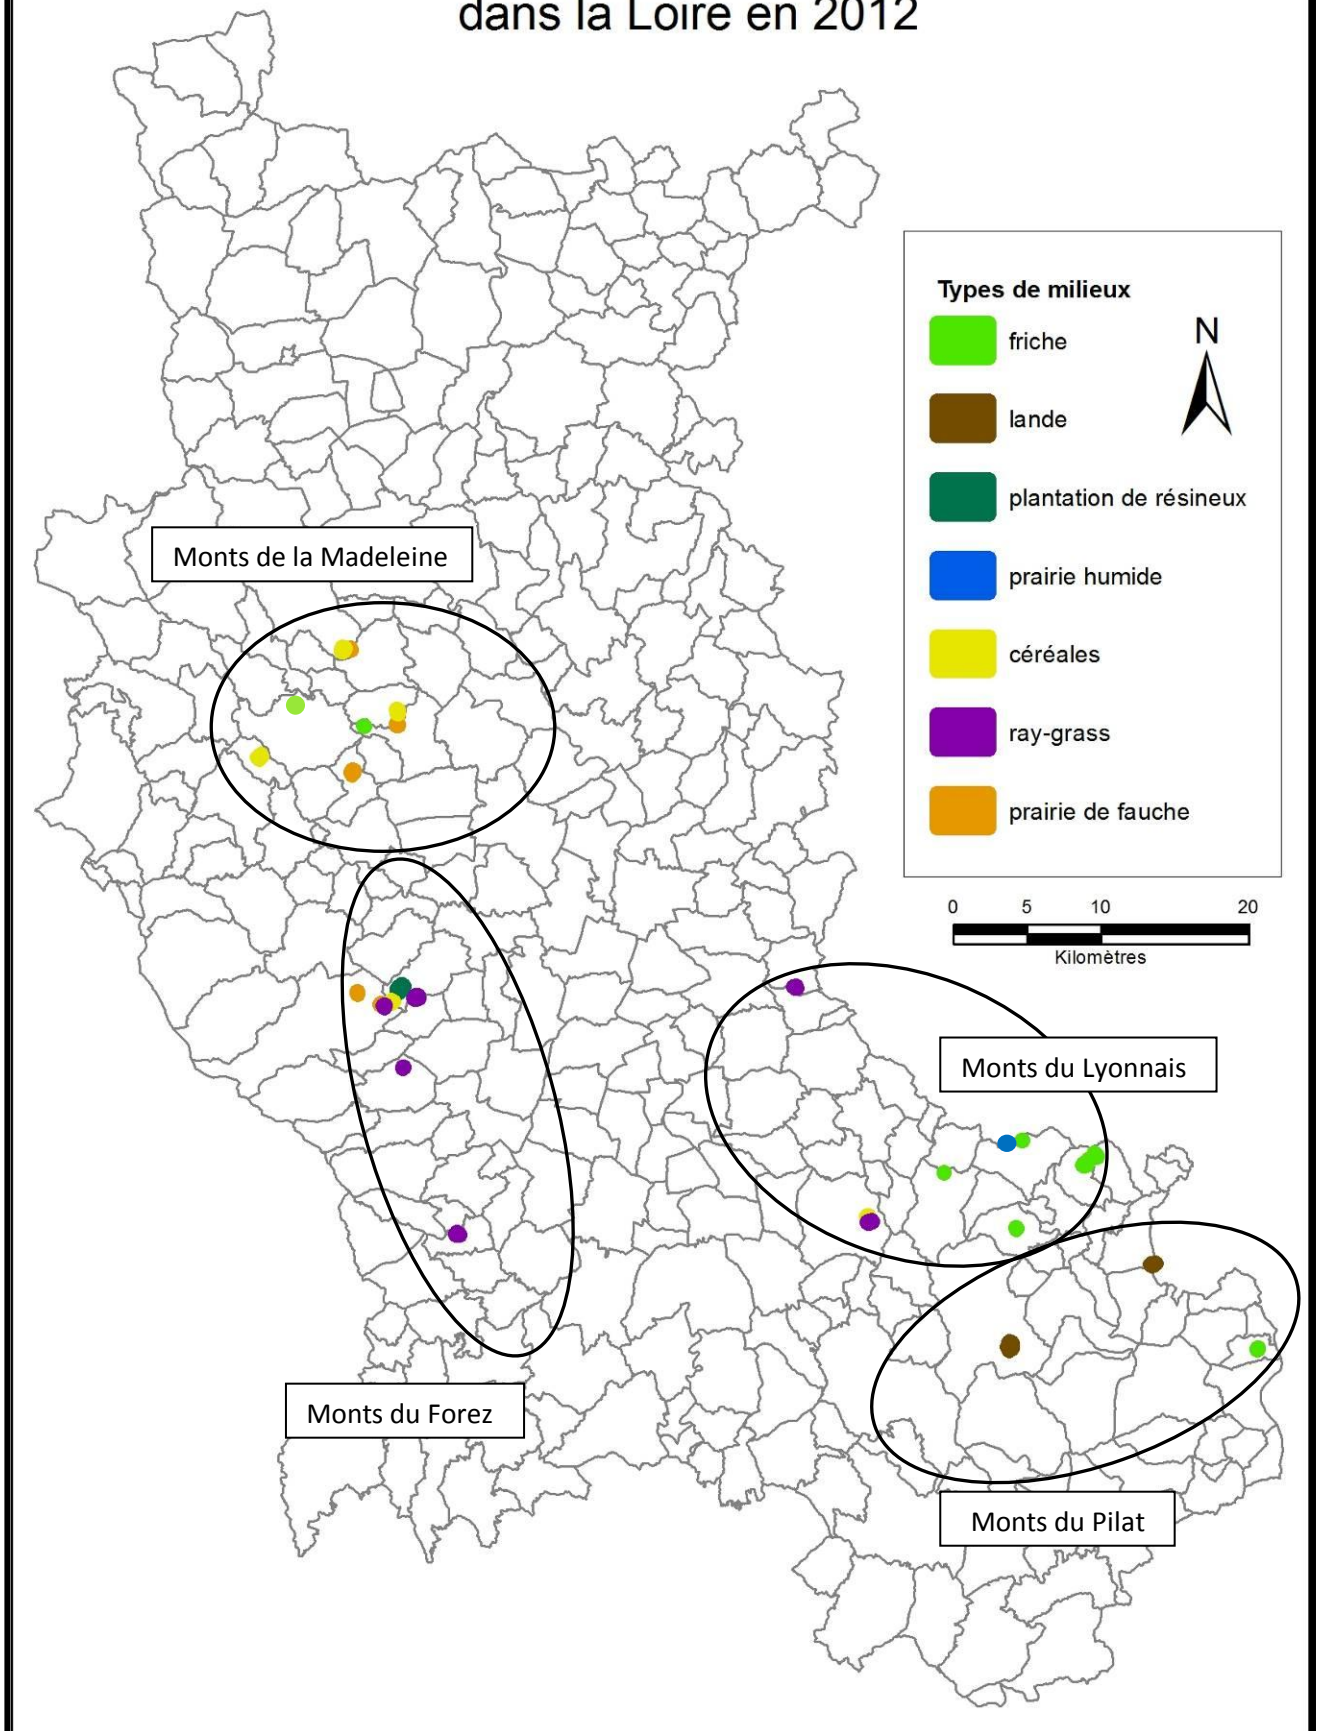 dans la Loire en 2012
Types de milieux
N
friche
lande
plantation de résineux
prairie humide
céréales
ray-grass
prairie de fauche
0 5 10 20
Kilomètres
Monts de la Madeleine
Monts du Lyonnais
Monts du Forez
Monts du Pilat